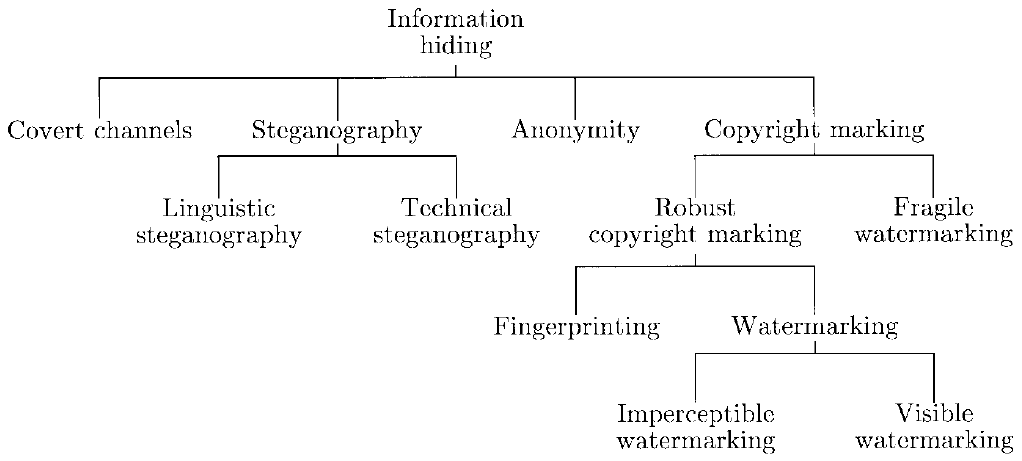 Information
hiding
Covert channels
Steganography
Anonymity
Copyright marking
Linguistic
steganography
Technical
steganography
Robust
copyright marking
Fragile
watermarking
Fingerprinting
Watermarking
Imperceptible
watermarking
Visible
watermarking